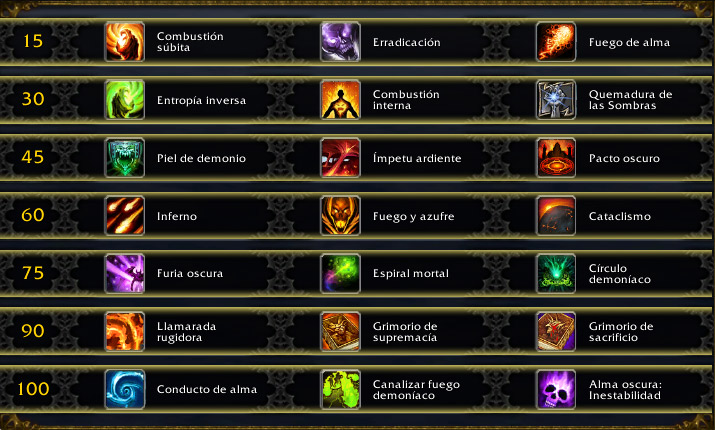 15
Combustión
súbita
Erradicación
Fuego de alma
30
Entropía inversa
Combustión
interna
Quemadura de
las Sombras
45
Piel de demonio
Ímpetu ardiente
Pacto oscuro
60
Inferno
Fuego y azufre
Cataclismo
75
Furia oscura
Espiral mortal
Círculo
demoníaco
90
Llamarada
rugidora
Grimorio de
supremacía
Grimorio de
sacrificio
100
Conducto de alma
Canalizar fuego
demoníaco
Alma oscura:
Inestabilidad